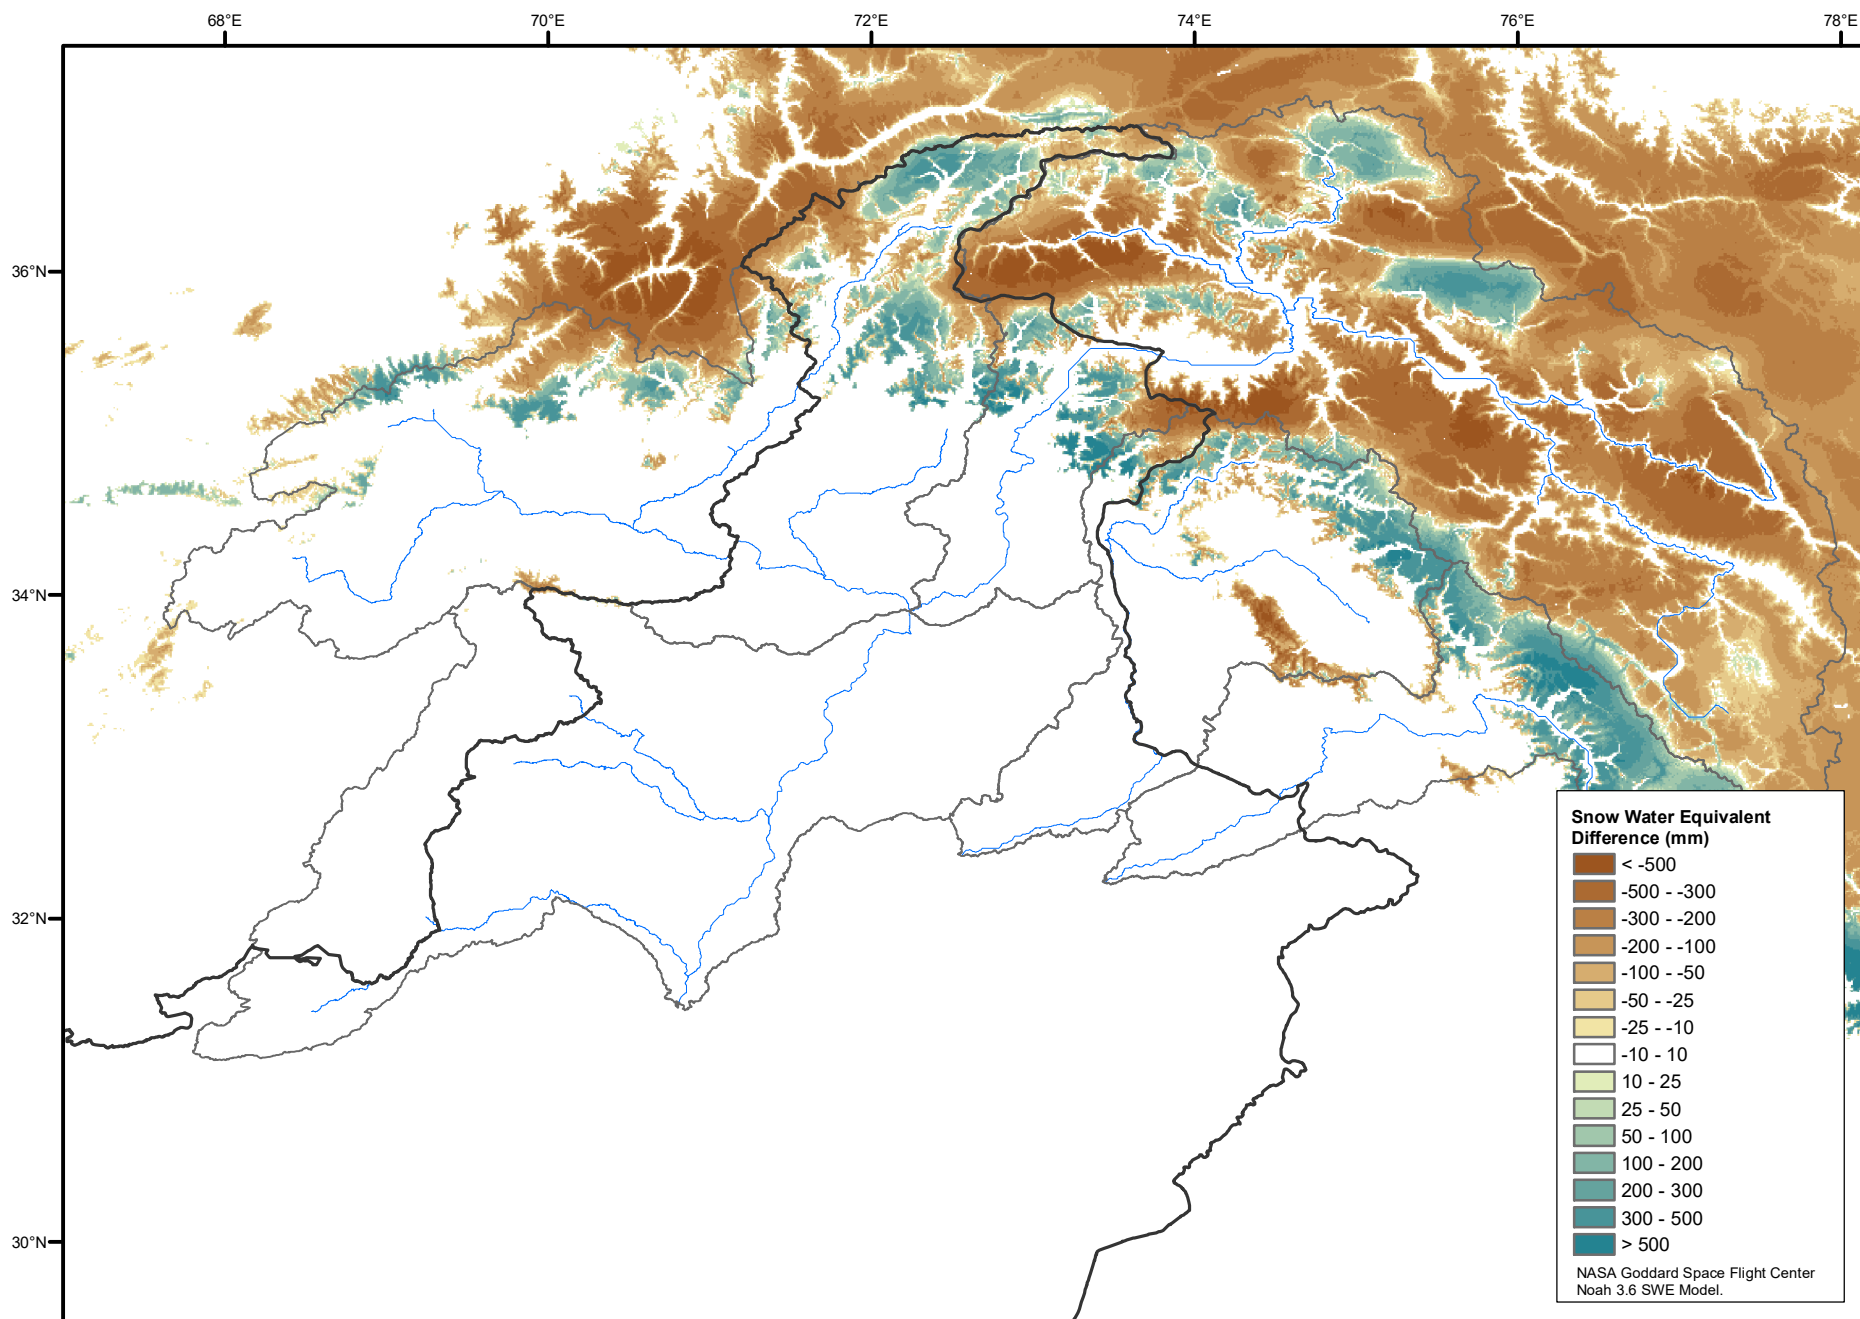 68°E
70°E
72°E
74°E
76°E
78°E
36°N
34°N
32°N
30°N
Snow Water Equivalent
Difference (mm)
< -500
-500 - -300
-300 - -200
-200 - -100
-100 - -50
-50 - -25
-25 - -10
-10 - 10
10 - 25
25 - 50
50 - 100
100 - 200
200 - 300
300 - 500
> 500
NASA Goddard Space Flight Center
Noah 3.6 SWE Model.